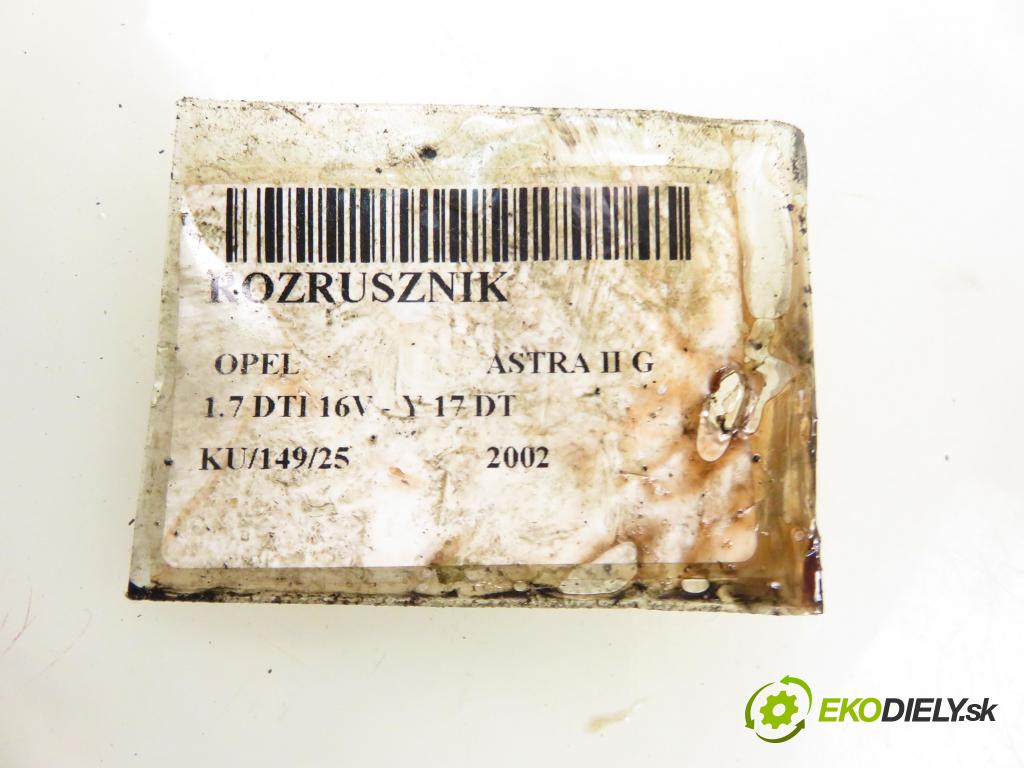 ROZRUSZNIK
OPEL ASTRA II G
1.7 DTI 16V - Y 17 DT
KU/149/25 2002
EKODIELY.sk